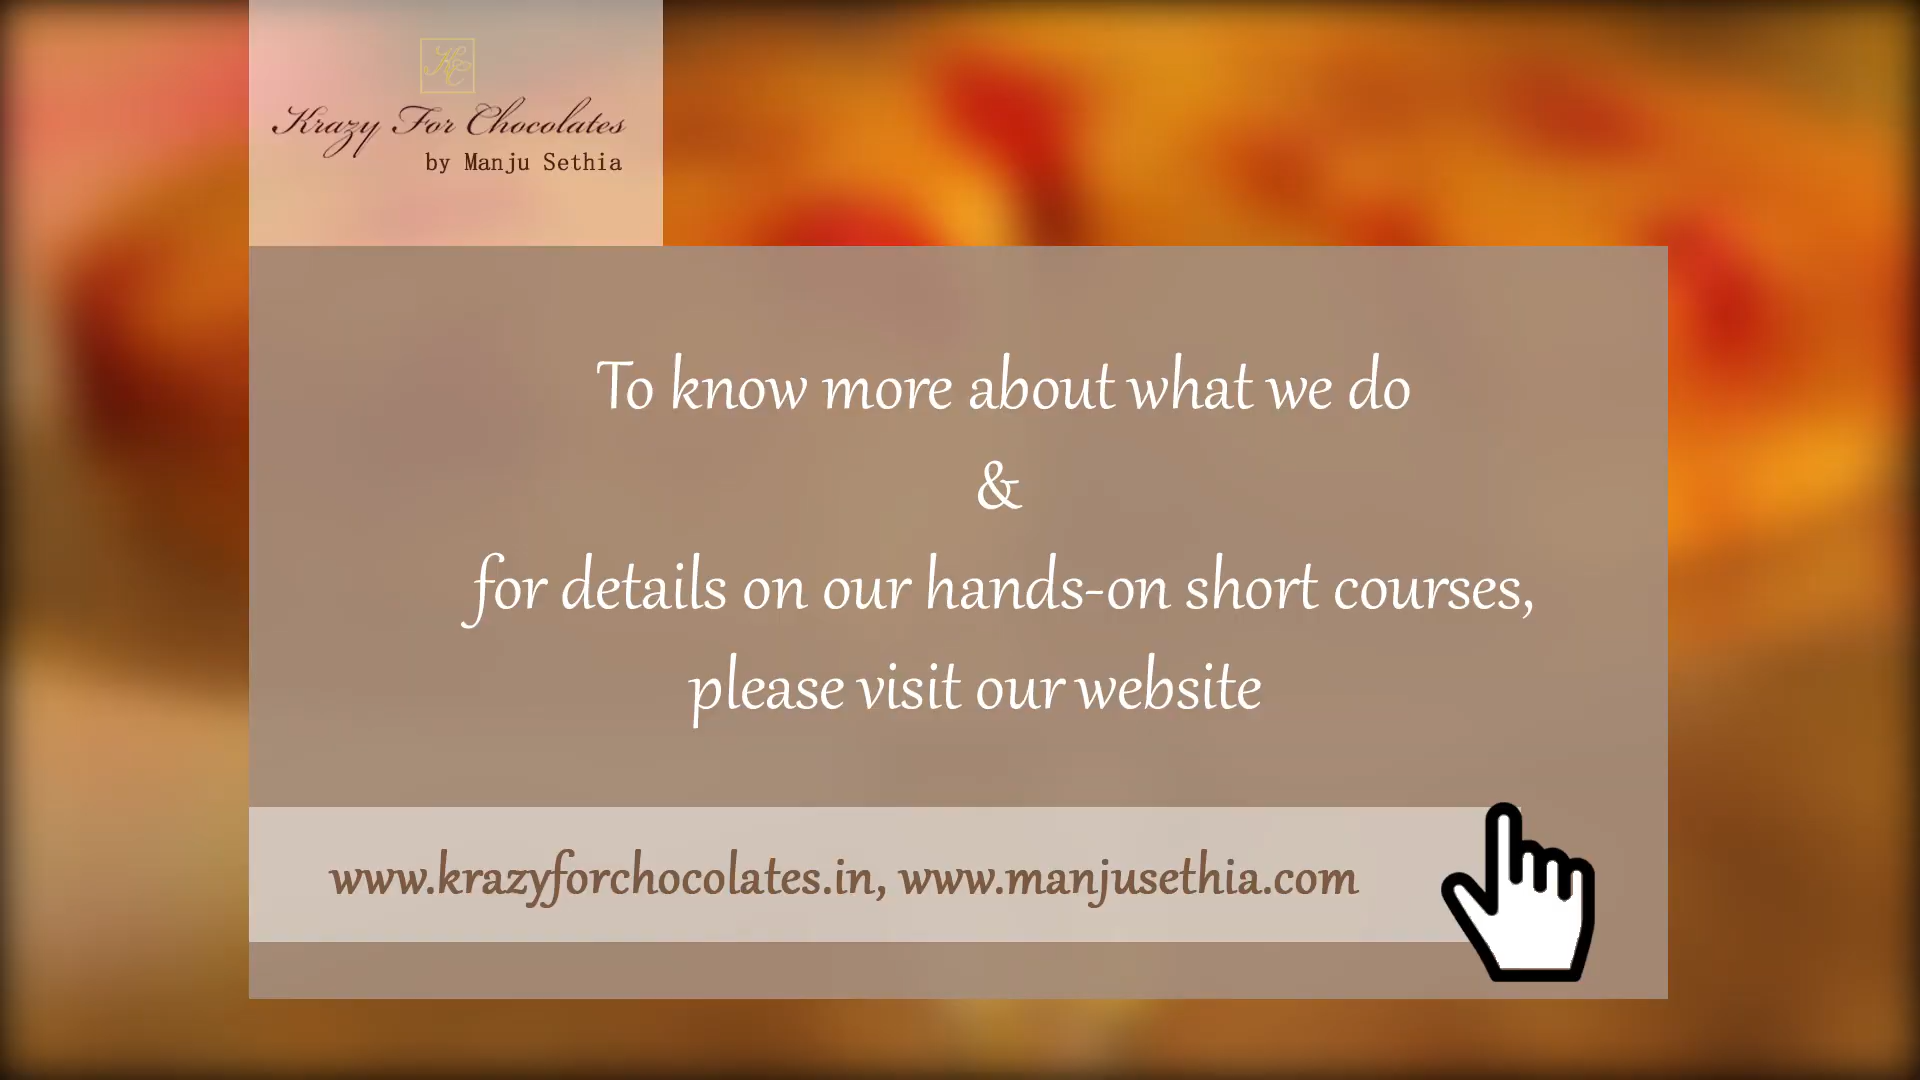 Krazy For Chocolates
by Manju Sethia
To know more about what we do
&
for details on our hands-on short courses,
please visit our website
www.krazyforchocolates.in, www.manjusethia.com